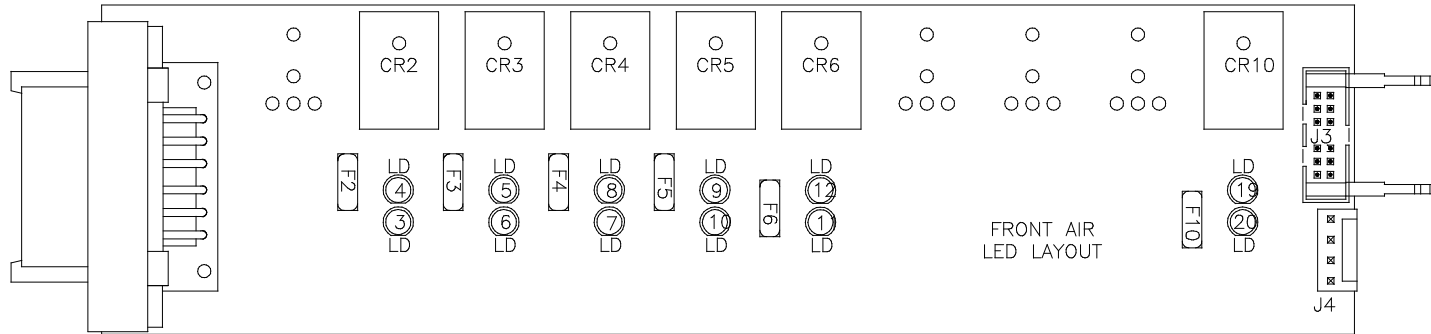 CR2 CR3 CR4 CR5 CR6 CR10
J3
LD LD LD LD LD LD
F2 F3 F4 F5 F6 F10
4 5 8 9 12 19
3 6 7 10 11 20
LD LD LD LD LD LD
FRONT AIR
LED LAYOUT
J4